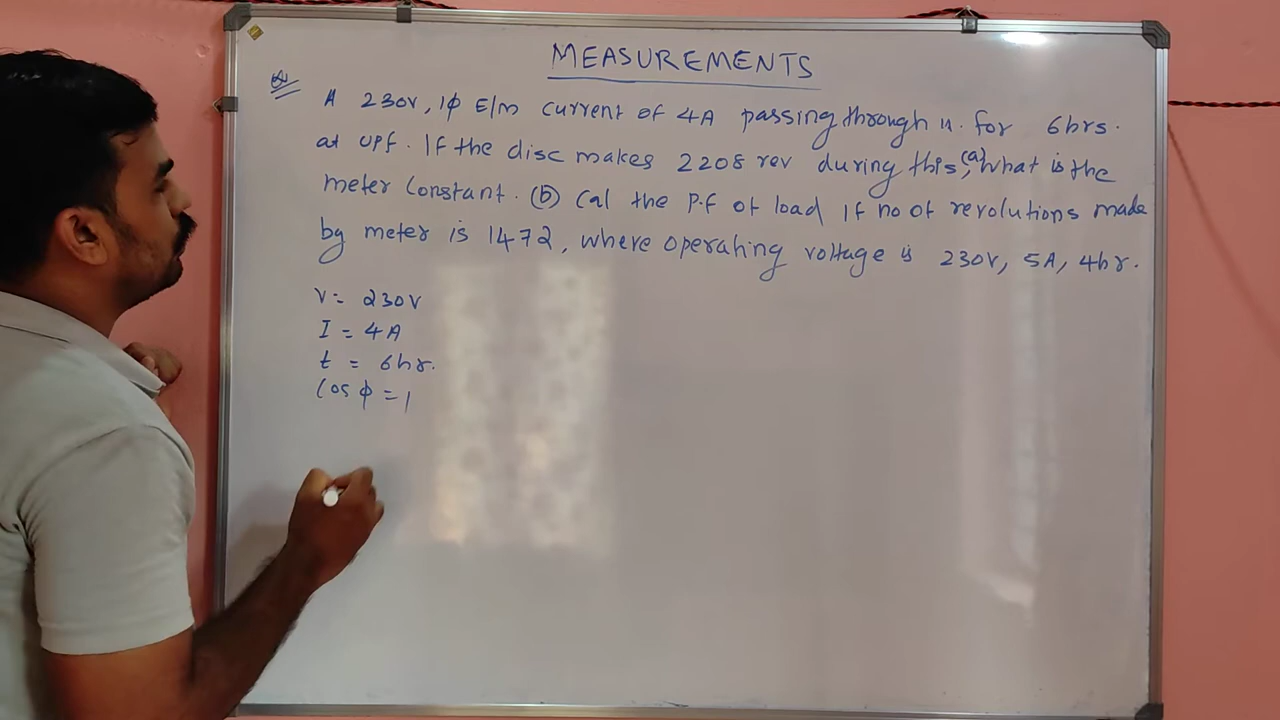 MEASUREMENTS
Q
A 230V, 1φ E/m current of 4A passing through it for 6hrs.
at UPf. If the disc makes 2208 rev during this, (a) What is the
meter Constant. (b) Cal the P.f of load If no of revolutions made
by meter is 1472, where operating voltage is 230V, 5A, 4hr.
V = 230V
I = 4A
t = 6hr.
Cos φ = 1